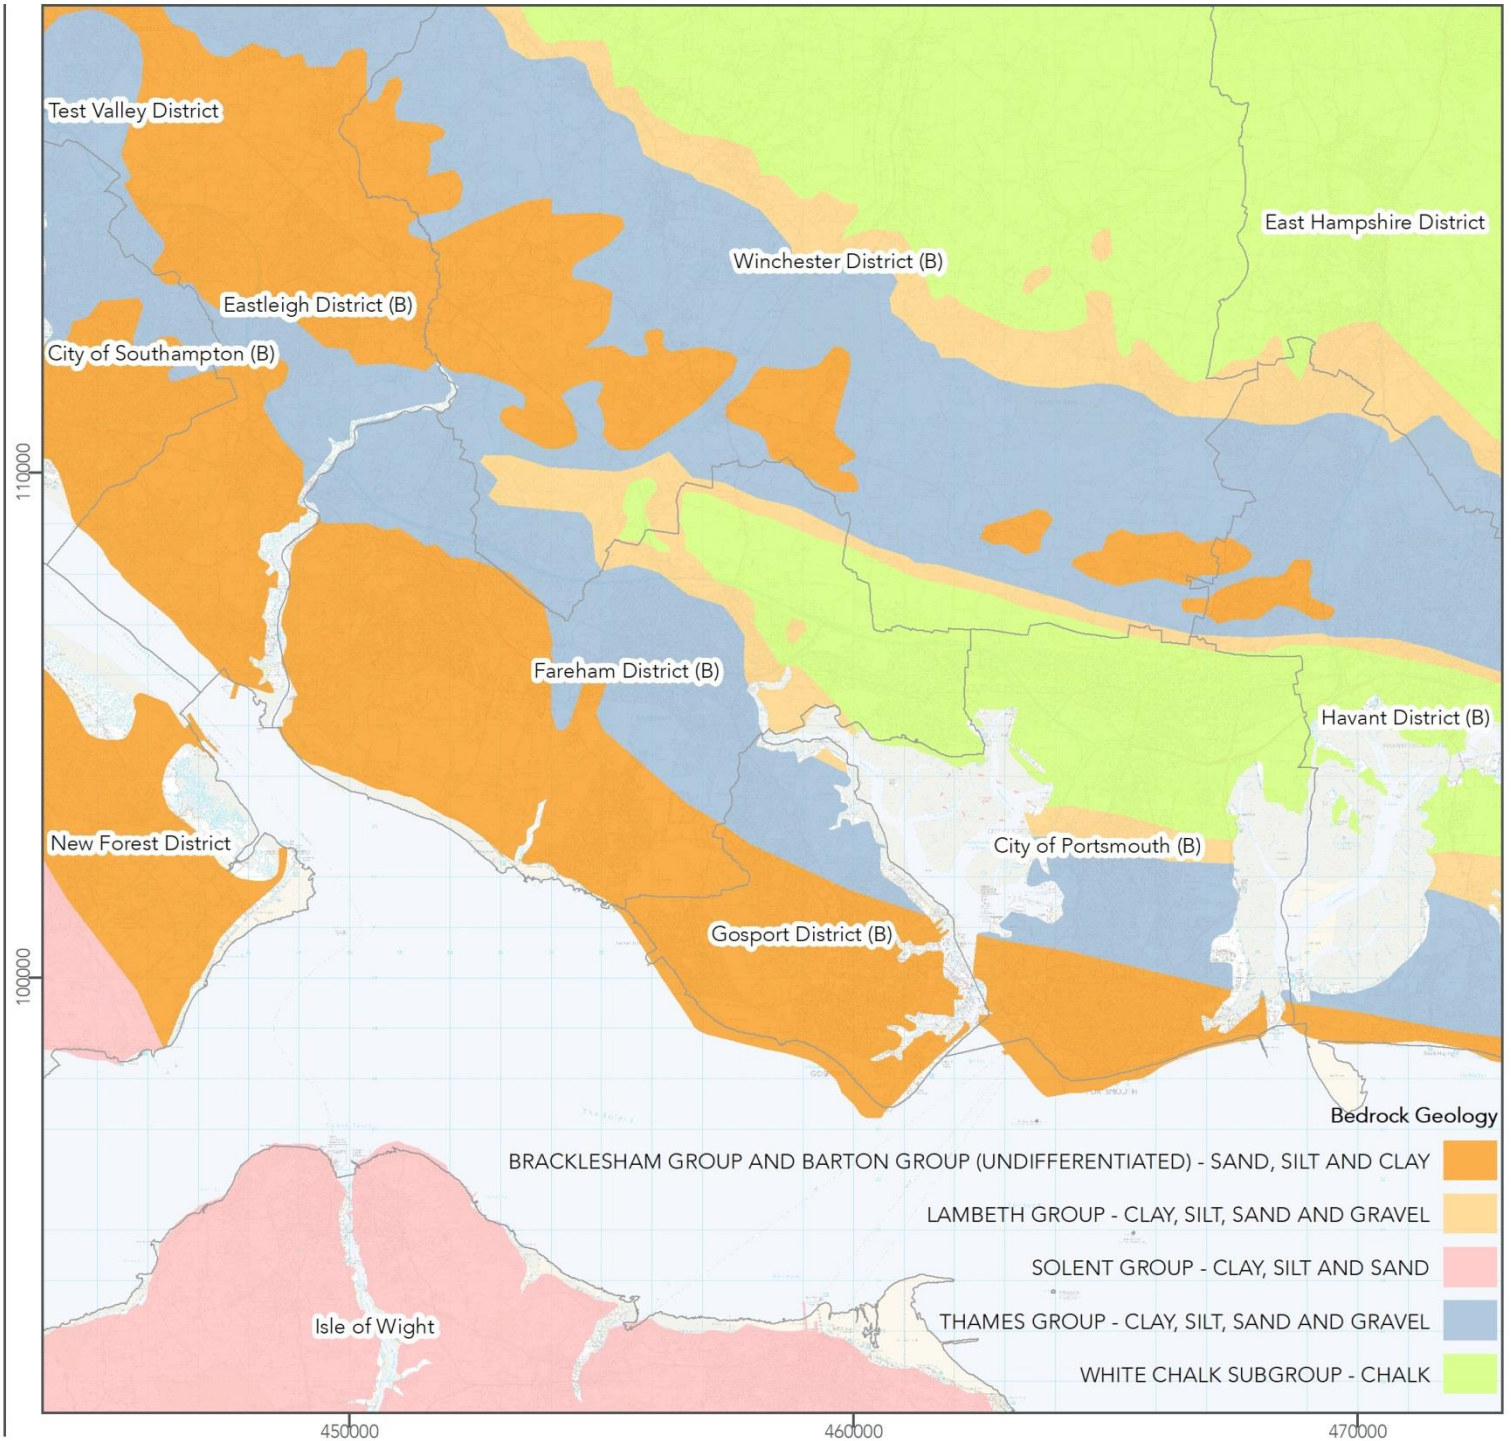 Test Valley District
East Hampshire District
Winchester District (B)
Eastleigh District (B)
City of Southampton (B)
110000
Fareham District (B)
Havant District (B)
New Forest District
City of Portsmouth (B)
Gosport District (B)
100000
Bedrock Geology
BRACKLESHAM GROUP AND BARTON GROUP (UNDIFFERENTIATED) - SAND, SILT AND CLAY
LAMBETH GROUP - CLAY, SILT, SAND AND GRAVEL
SOLENT GROUP - CLAY, SILT AND SAND
Isle of Wight
THAMES GROUP - CLAY, SILT, SAND AND GRAVEL
WHITE CHALK SUBGROUP - CHALK
450000
460000
470000